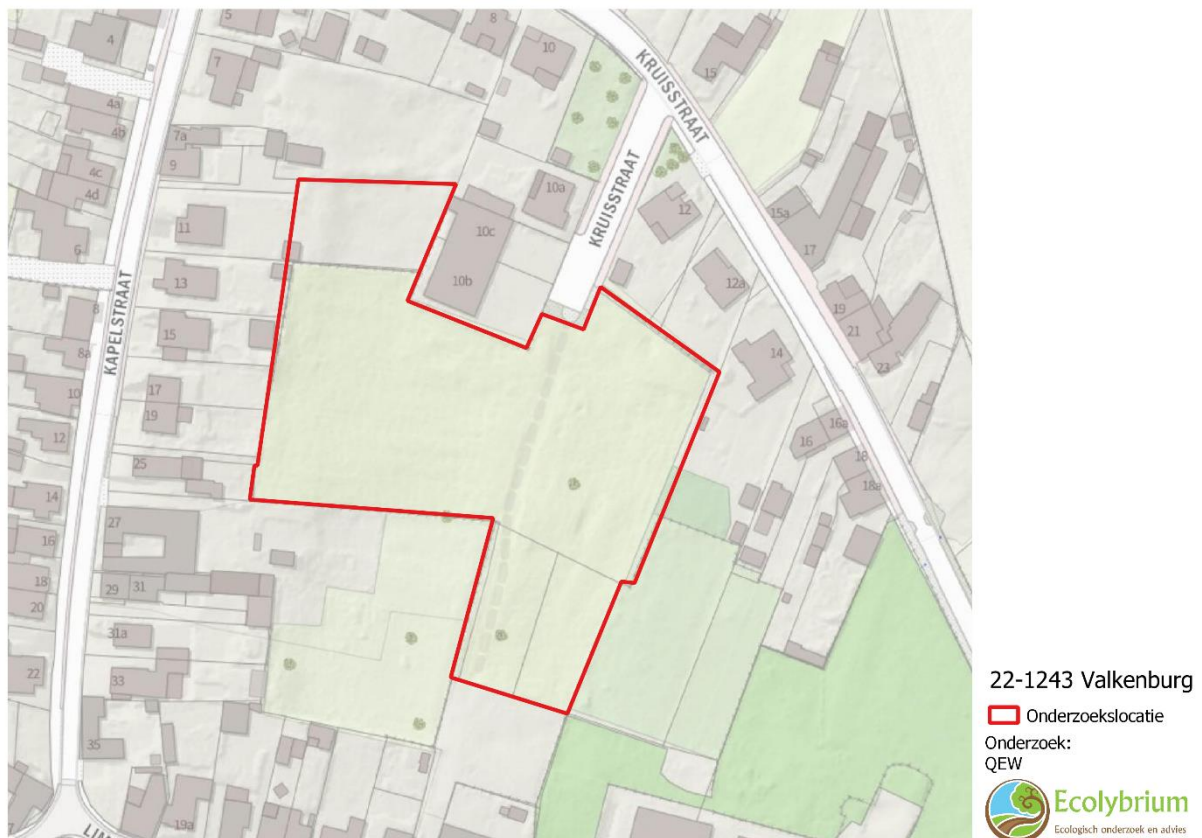 4
5
8
10
KRUISSTRAAT
15
7
4a
4b
7a
9
4c
4d
10a
KRUISSTRAAT
12
15a
17
11
10c
6
10b
13
12a
19
21
23
8
KAPELSTRAAT
15
8a
14
17
10
19
16a
16
12
18
25
18a
14
27
16
18
29
31
20
31a
22
33
35
19a
22-1243 Valkenburg
Onderzoekslocatie
Onderzoek:
QEW
Ecolybrium
Ecologisch onderzoek en advies